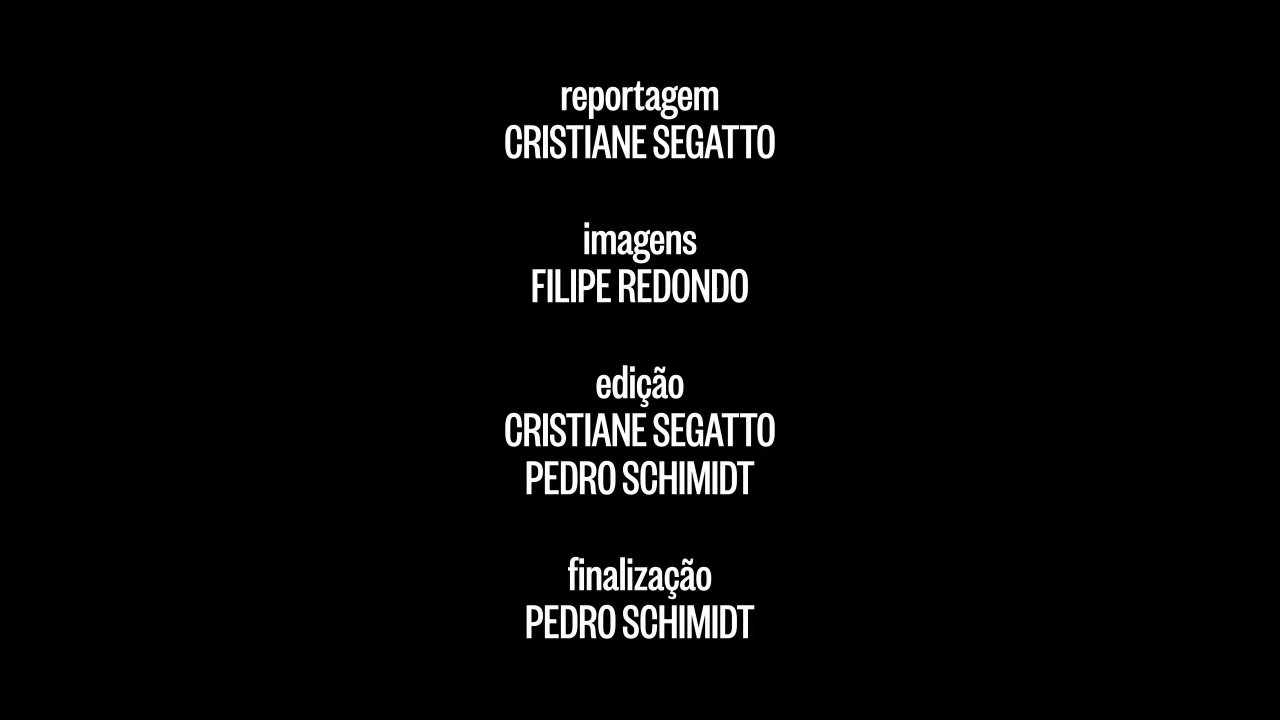 reportagem
CRISTIANE SEGATTO
imagens
FILIPE REDONDO
edição
CRISTIANE SEGATTO
PEDRO SCHIMIDT
finalização
PEDRO SCHIMIDT